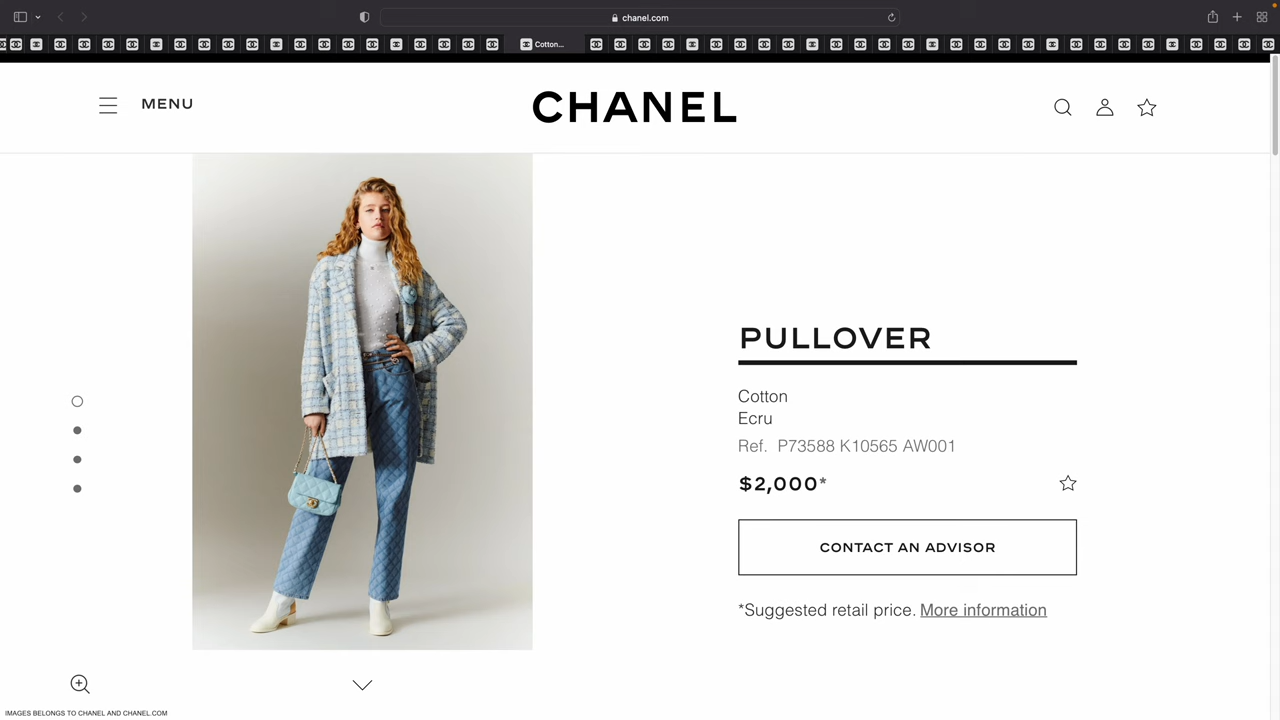 chanel.com
Cotton...
MENU
CHANEL
PULLOVER
Cotton
Ecru
Ref. P73588 K10565 AW001
$2,000*
CONTACT AN ADVISOR
*Suggested retail price. More information
IMAGES BELONGS TO CHANEL AND CHANEL.COM